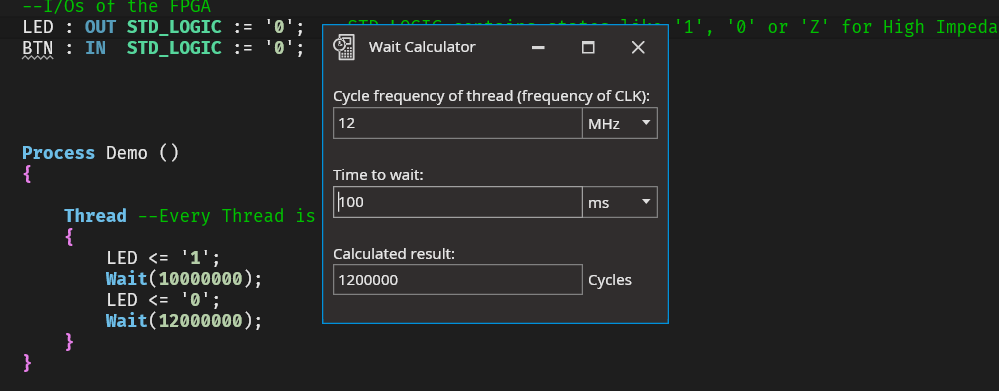 --I/Os of the FPGA
LED : OUT STD_LOGIC := '0'; --STD_LOGIC contains states like '1', '0' or 'Z' for High Impeda
BTN : IN STD_LOGIC := '0';
Wait Calculator
Cycle frequency of thread (frequency of CLK):
12 MHz
Process Demo ()
{
Time to wait:
100 ms
Thread --Every Thread is
{
LED <= '1';
Calculated result:
Wait(10000000);
1200000 Cycles
LED <= '0';
Wait(12000000);
}
}